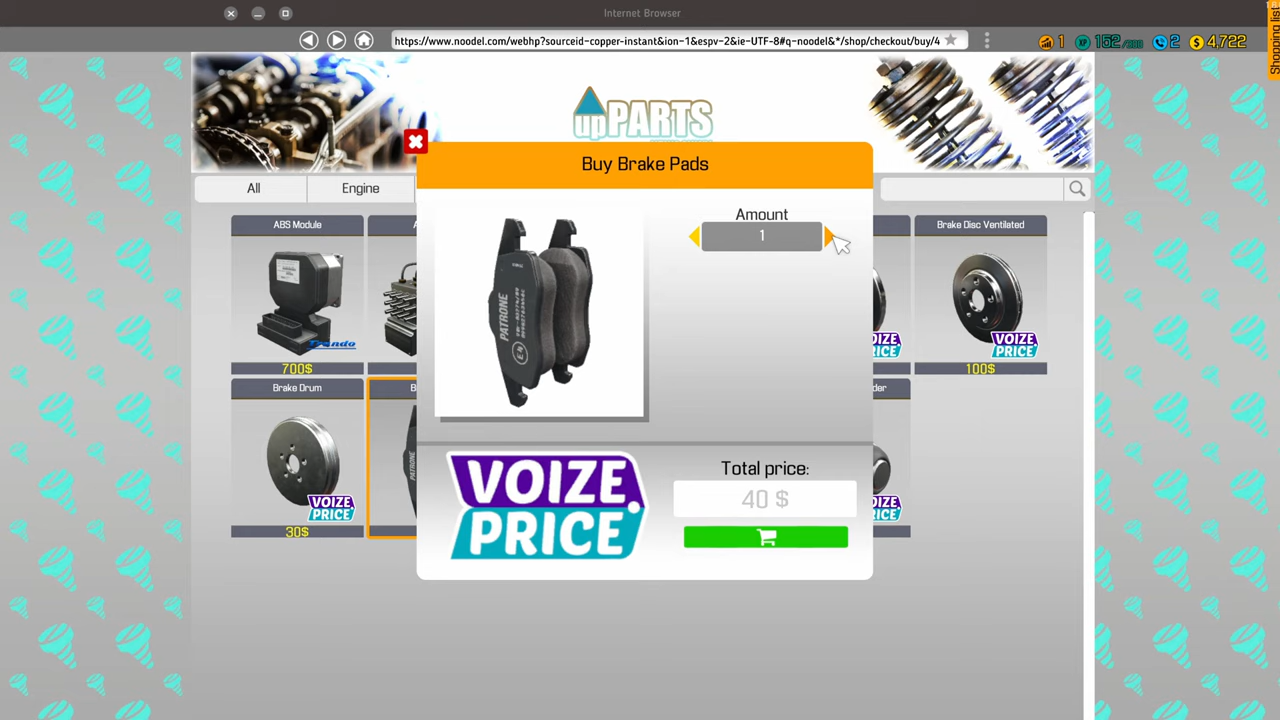 Internet Browser
https://www.noodel.com/webhp?sourceid-copper-instant&ion-1&espv-2&ie-UTF-8#q-noodel&*/shop/checkout/buy/4
1
2
4,722
Shopping list
upPARTS
Buy Brake Pads
All
Engine
Amount
1
ABS Module
700$
Brake Disc Ventilated
VOIZE.
PRICE
100$
VOIZE.
PRICE
Brake Drum
VOIZE.
PRICE
30$
PATRONE
VOIZE.
PRICE
Total price:
40 $